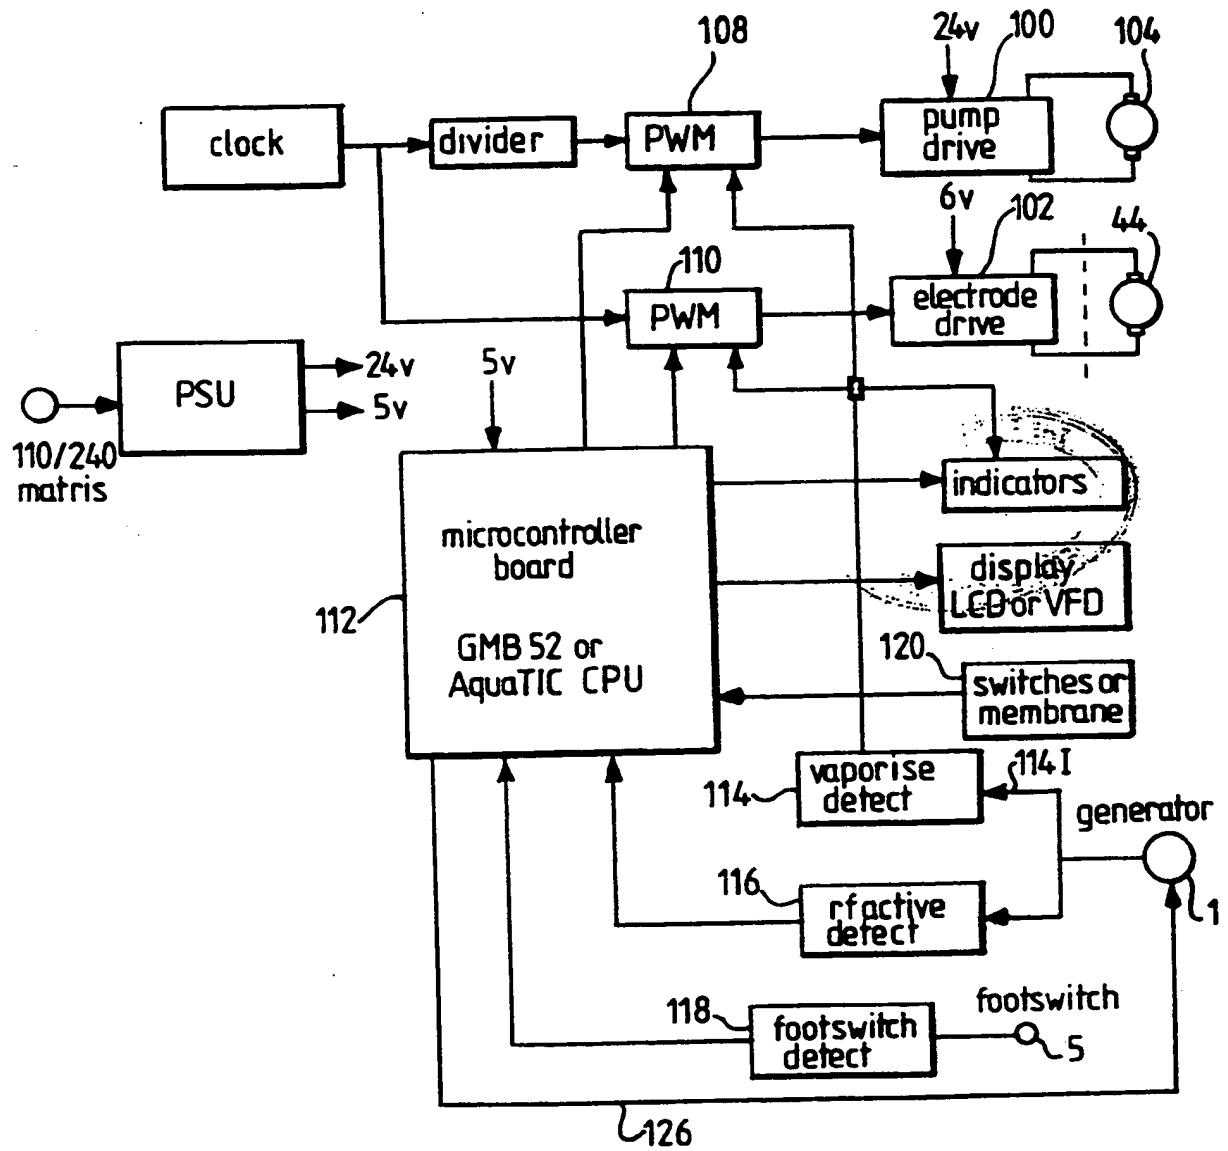 108
24v
100
104
clock
divider
PWM
pump
drive
6v
102
44
110
PWM
electrode
drive
PSU
24v
5v
5v
110/240
matris
indicators
microcontroller
board
display
LCD or VFD
112
GMB 52 or
AquaTIC CPU
120
switches or
membrane
114
vaporise
detect
114I
generator
116
rf active
detect
1
118
footswitch
detect
footswitch
5
126